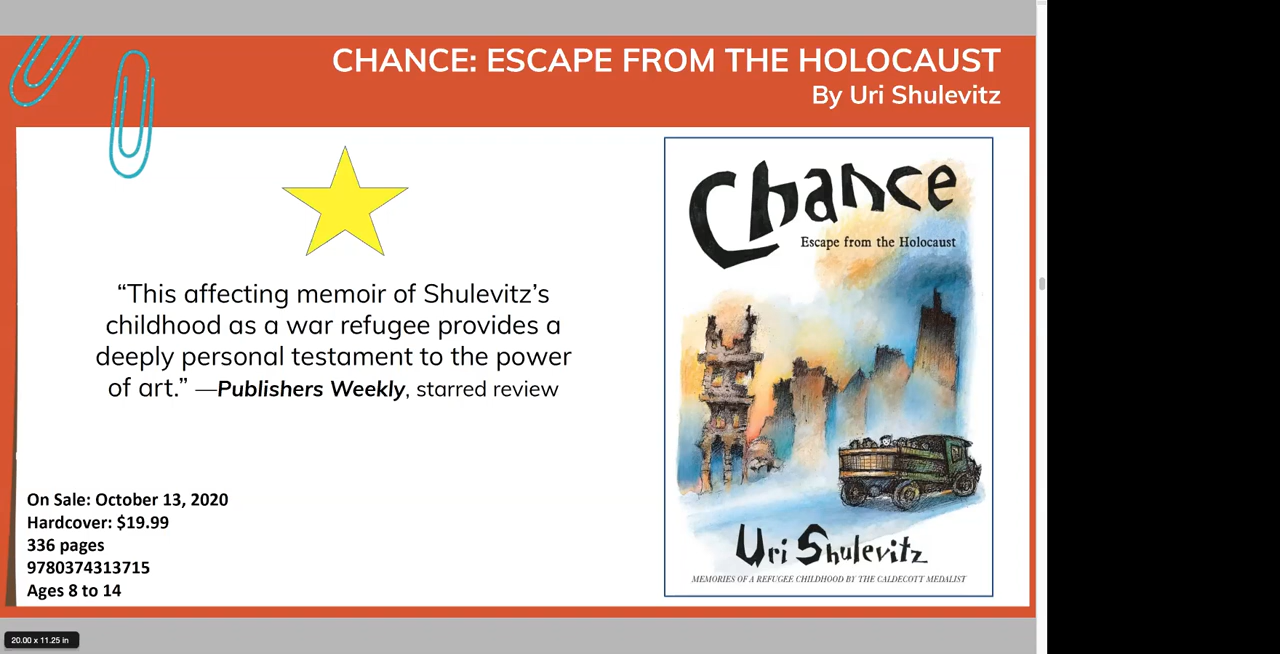 CHANCE: ESCAPE FROM THE HOLOCAUST
By Uri Shulevitz
“This affecting memoir of Shulevitz’s
childhood as a war refugee provides a
deeply personal testament to the power
of art.” —Publishers Weekly, starred review
On Sale: October 13, 2020
Hardcover: $19.99
336 pages
9780374313715
Ages 8 to 14
Chance
Escape from the Holocaust
Uri Shulevitz
MEMORIES OF A REFUGEE CHILDHOOD BY THE CALDECOTT MEDALIST
20.00 x 11.25 in